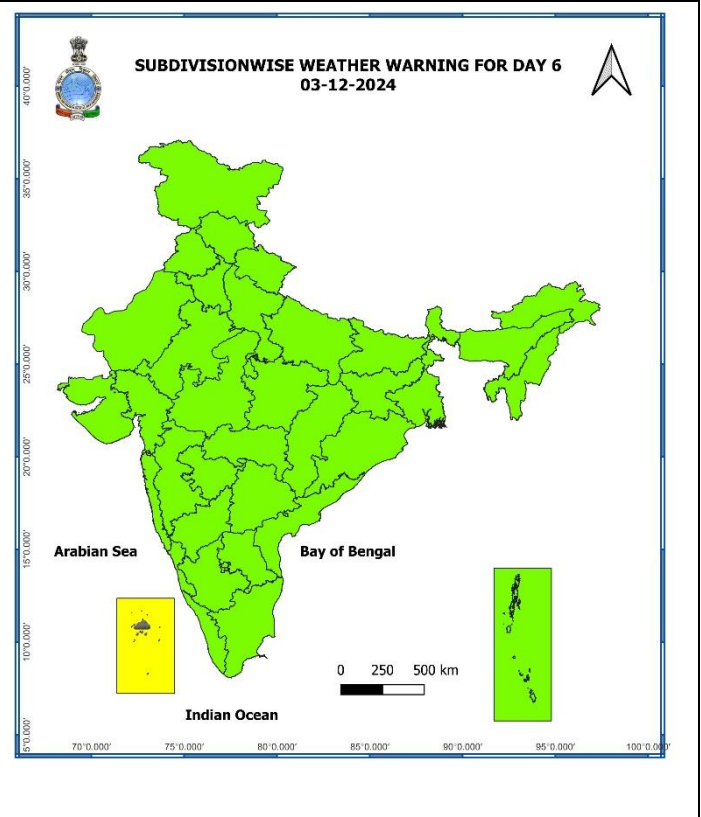 SUBDIVISIONWISE WEATHER WARNING FOR DAY 6
03-12-2024
40°0.000'
35°0.000'
30°0.000'
25°0.000'
20°0.000'
15°0.000'
10°0.000'
5°0.000'
Arabian Sea
Bay of Bengal
0 250 500 km
Indian Ocean
70°0.000' 75°0.000' 80°0.000' 85°0.000' 90°0.000' 95°0.000' 100°0.000'